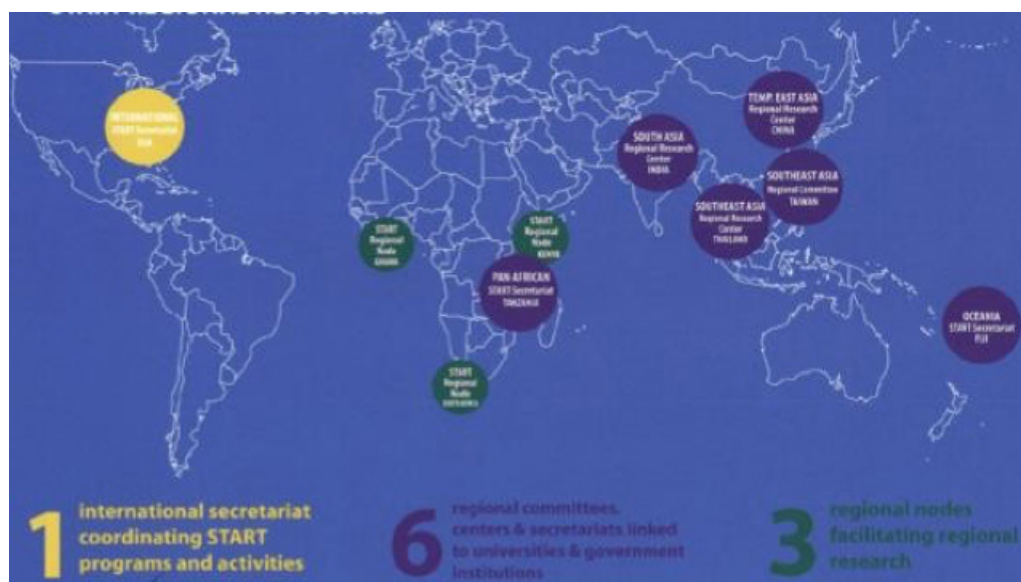 START REGIONAL NETWORKS
INTERNATIONAL
START Secretariat
USA
TEMP. EAST ASIA
Regional Research
Center
CHINA
SOUTH ASIA
Regional Research
Center
INDIA
SOUTHEAST ASIA
Regional Committee
TAIWAN
SOUTHEAST ASIA
Regional Research
Center
THAILAND
START
Regional
Node
GHANA
START
Regional
Node
KENYA
PAN-AFRICAN
START Secretariat
TANZANIA
OCEANIA
START Secretariat
FIJI
START
Regional
Node
1
international secretariat
coordinating START
programs and activities
6
regional committees,
centers & secretariats linked
to universities & government
institutions
3
regional nodes
facilitating regional
research